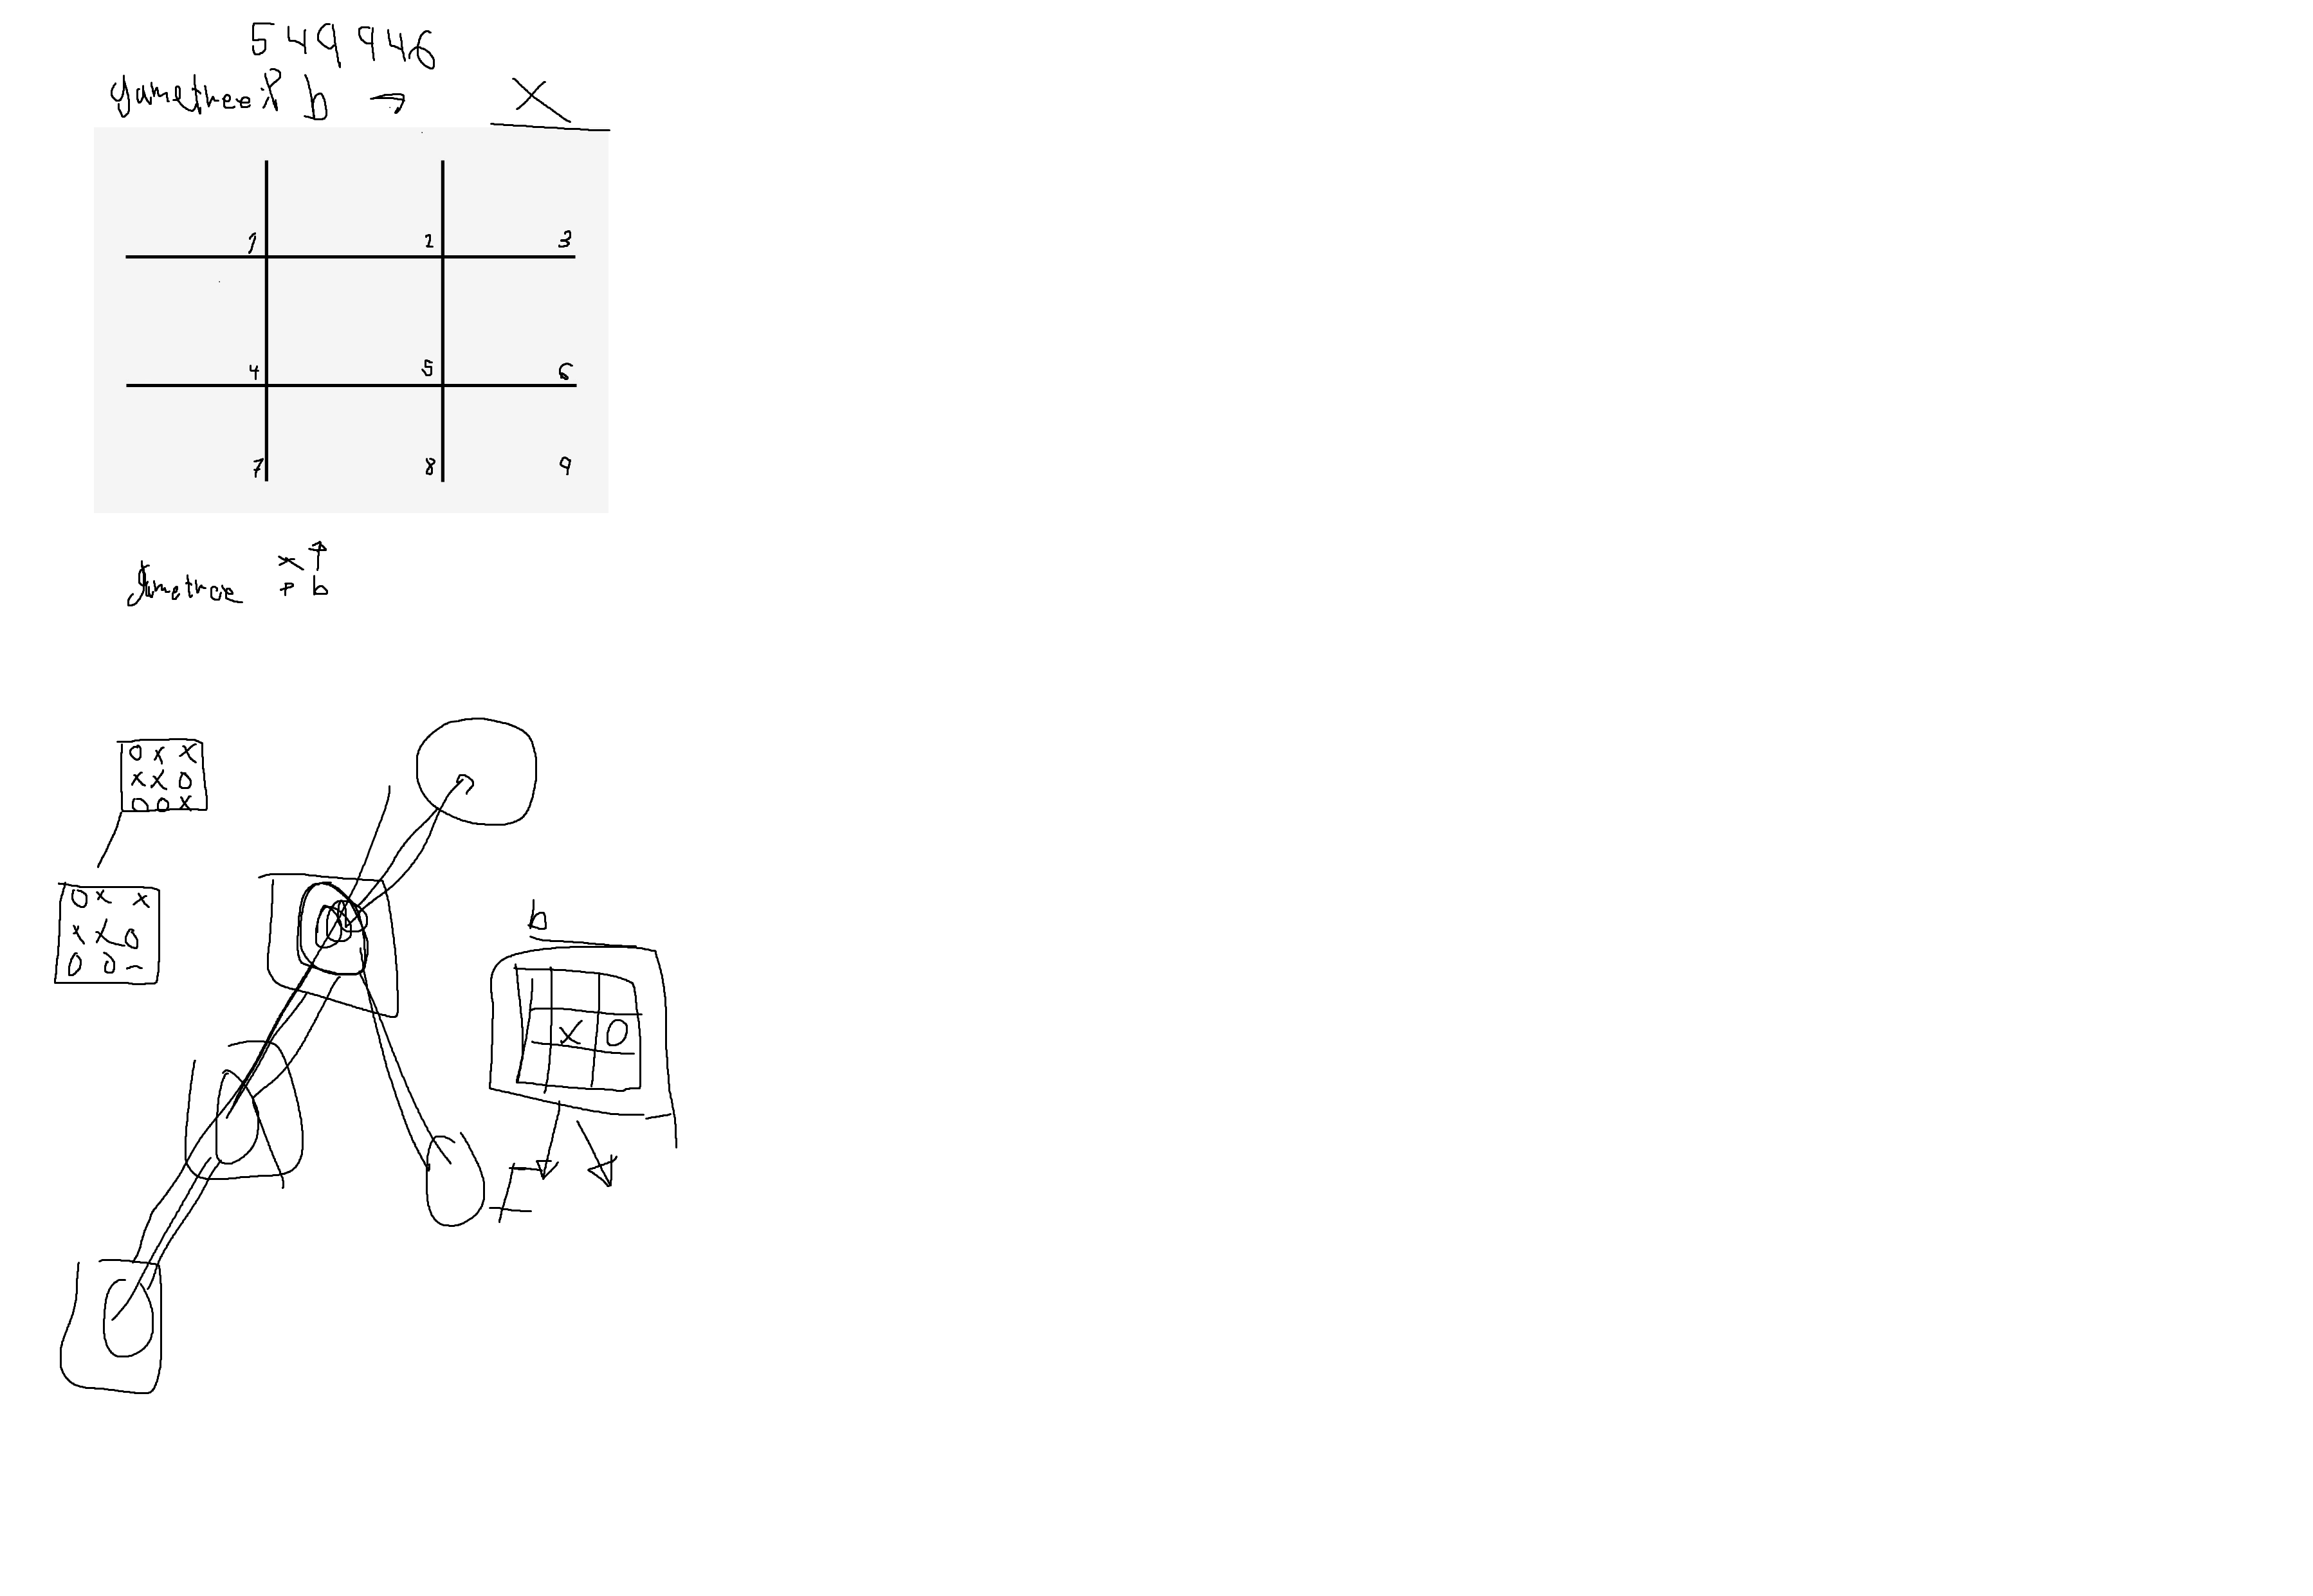 549946
gametree p b → X
1 2 3
4 5 6
7 8 9
x ↑
gametree p b
O X X
X X O
O O X
O X X
X X O
O O -
b
X O